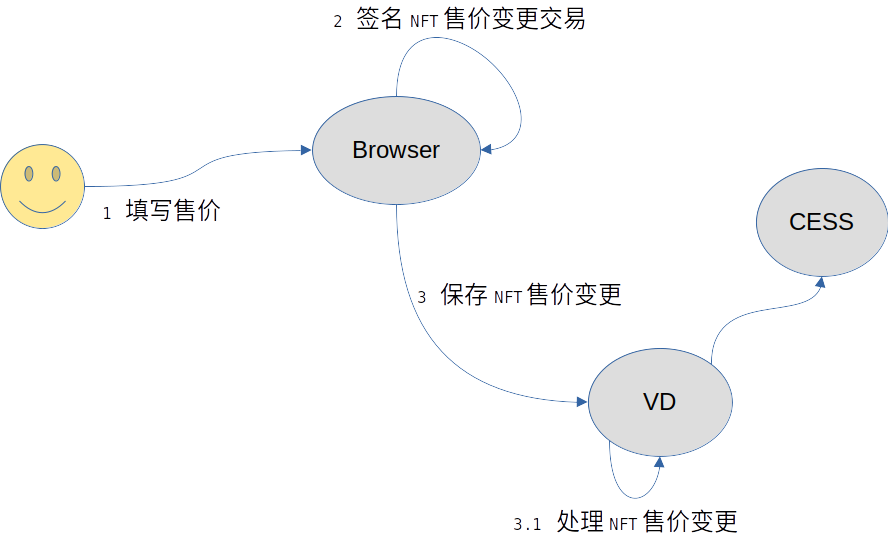 2 签名 NFT 售价变更交易
Browser
1 填写售价
CESS
3 保存 NFT 售价变更
VD
3.1 处理 NFT 售价变更